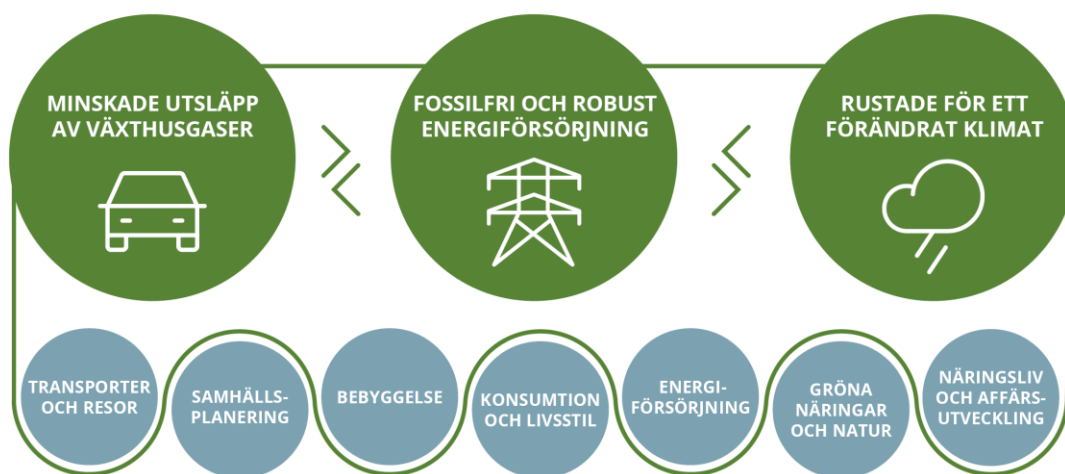 MINSKADE UTSLÄPP
AV VÄXTHUSGASER
FOSSILFRI OCH ROBUST
ENERGIFÖRSÖRJNING
RUSTADE FÖR ETT
FÖRÄNDRAT KLIMAT
TRANSPORTER
OCH RESOR
SAMHÄLLS-
PLANERING
BEBYGGELSE
KONSUMTION
OCH LIVSSTIL
ENERGI-
FÖRSÖRJNING
GRÖNA
NÄRINGAR
OCH NATUR
NÄRINGSLIV
OCH AFFÄRS-
UTVECKLING